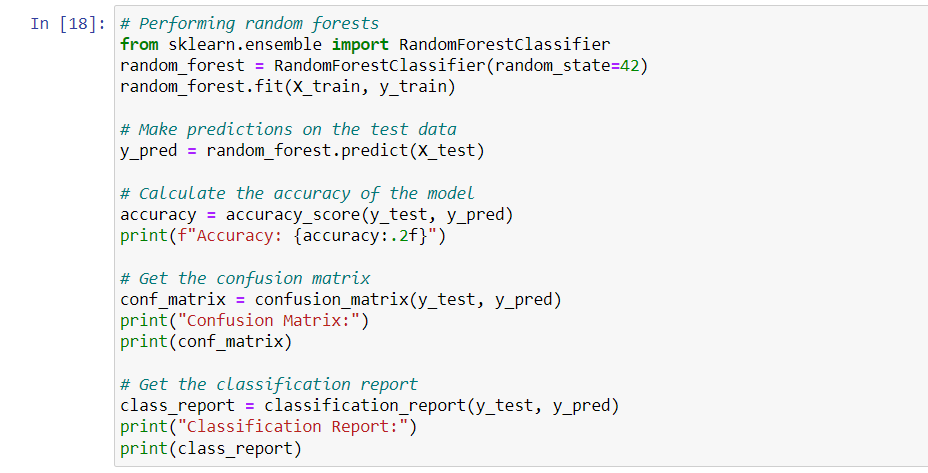 In [18]: # Performing random forests
from sklearn.ensemble import RandomForestClassifier
random_forest = RandomForestClassifier(random_state=42)
random_forest.fit(X_train, y_train)

# Make predictions on the test data
y_pred = random_forest.predict(X_test)

# Calculate the accuracy of the model
accuracy = accuracy_score(y_test, y_pred)
print(f"Accuracy: {accuracy:.2f}")

# Get the confusion matrix
conf_matrix = confusion_matrix(y_test, y_pred)
print("Confusion Matrix:")
print(conf_matrix)

# Get the classification report
class_report = classification_report(y_test, y_pred)
print("Classification Report:")
print(class_report)